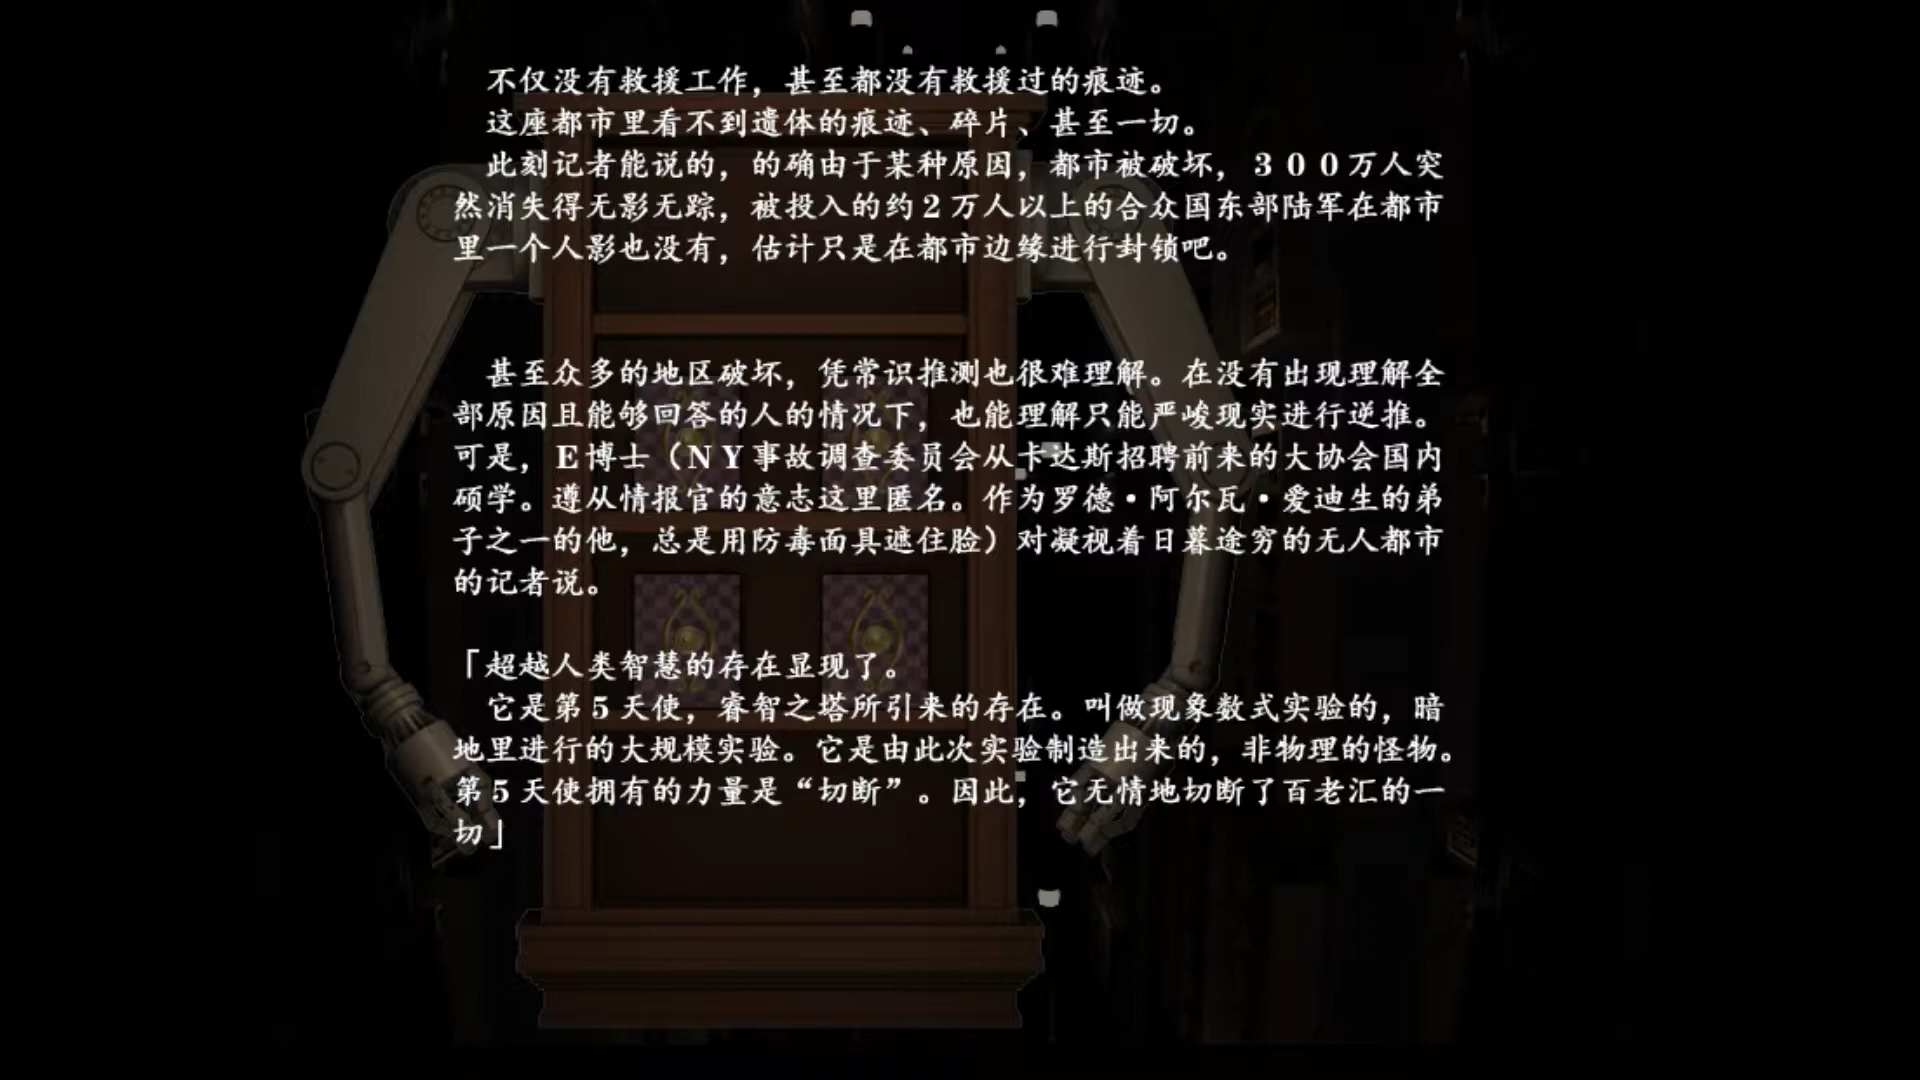 不仅没有救援工作，甚至都没有救援过的痕迹。
这座都市里看不到遗体的痕迹、碎片、甚至一切。
此刻记者能说的，的确由于某种原因，都市被破坏，３００万人突
然消失得无影无踪，被投入的约２万人以上的合众国东部陆军在都市
里一个人影也没有，估计只是在都市边缘进行封锁吧。
甚至众多的地区破坏，凭常识推测也很难理解。在没有出现理解全
部原因且能够回答的人的情况下，也能理解只能严峻现实进行逆推。
可是，Ｅ博士（ＮＹ事故调查委员会从卡达斯招聘前来的大协会国内
硕学。遵从情报官的意志这里匿名。作为罗德·阿尔瓦·爱迪生的弟
子之一的他，总是用防毒面具遮住脸）对凝视着日暮途穷的无人都市
的记者说。
「超越人类智慧的存在显现了。
它是第５天使，睿智之塔所引来的存在。叫做现象数式实验的，暗
地里进行的大规模实验。它是由此次实验制造出来的，非物理的怪物。
第５天使拥有的力量是“切断”。因此，它无情地切断了百老汇的一
切」